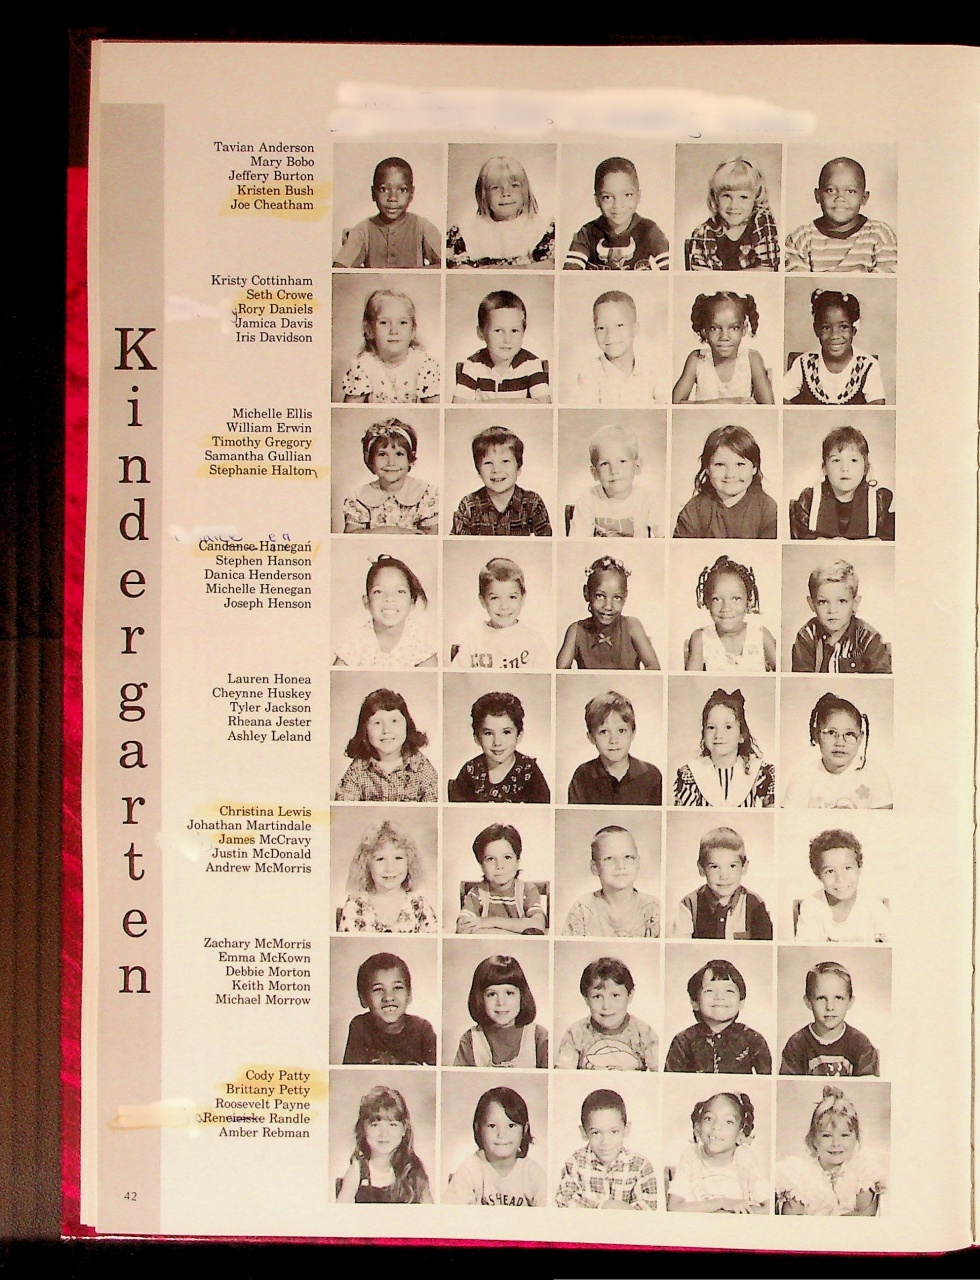 Kindergarten
Tavian Anderson
Mary Bobo
Jeffery Burton
Kristen Bush
Joe Cheatham
Kristy Cottinham
Seth Crowe
Rory Daniels
Jamica Davis
Iris Davidson
Michelle Ellis
William Erwin
Timothy Gregory
Samantha Gullian
Stephanie Halton
Candance Hanegan
Stephen Hanson
Danica Henderson
Michelle Henegan
Joseph Henson
Lauren Honea
Cheynne Huskey
Tyler Jackson
Rheana Jester
Ashley Leland
Christina Lewis
Johathan Martindale
James McCravy
Justin McDonald
Andrew McMorris
Zachary McMorris
Emma McKown
Debbie Morton
Keith Morton
Michael Morrow
Cody Patty
Brittany Petty
Roosevelt Payne
Randle
Amber Rebman
42